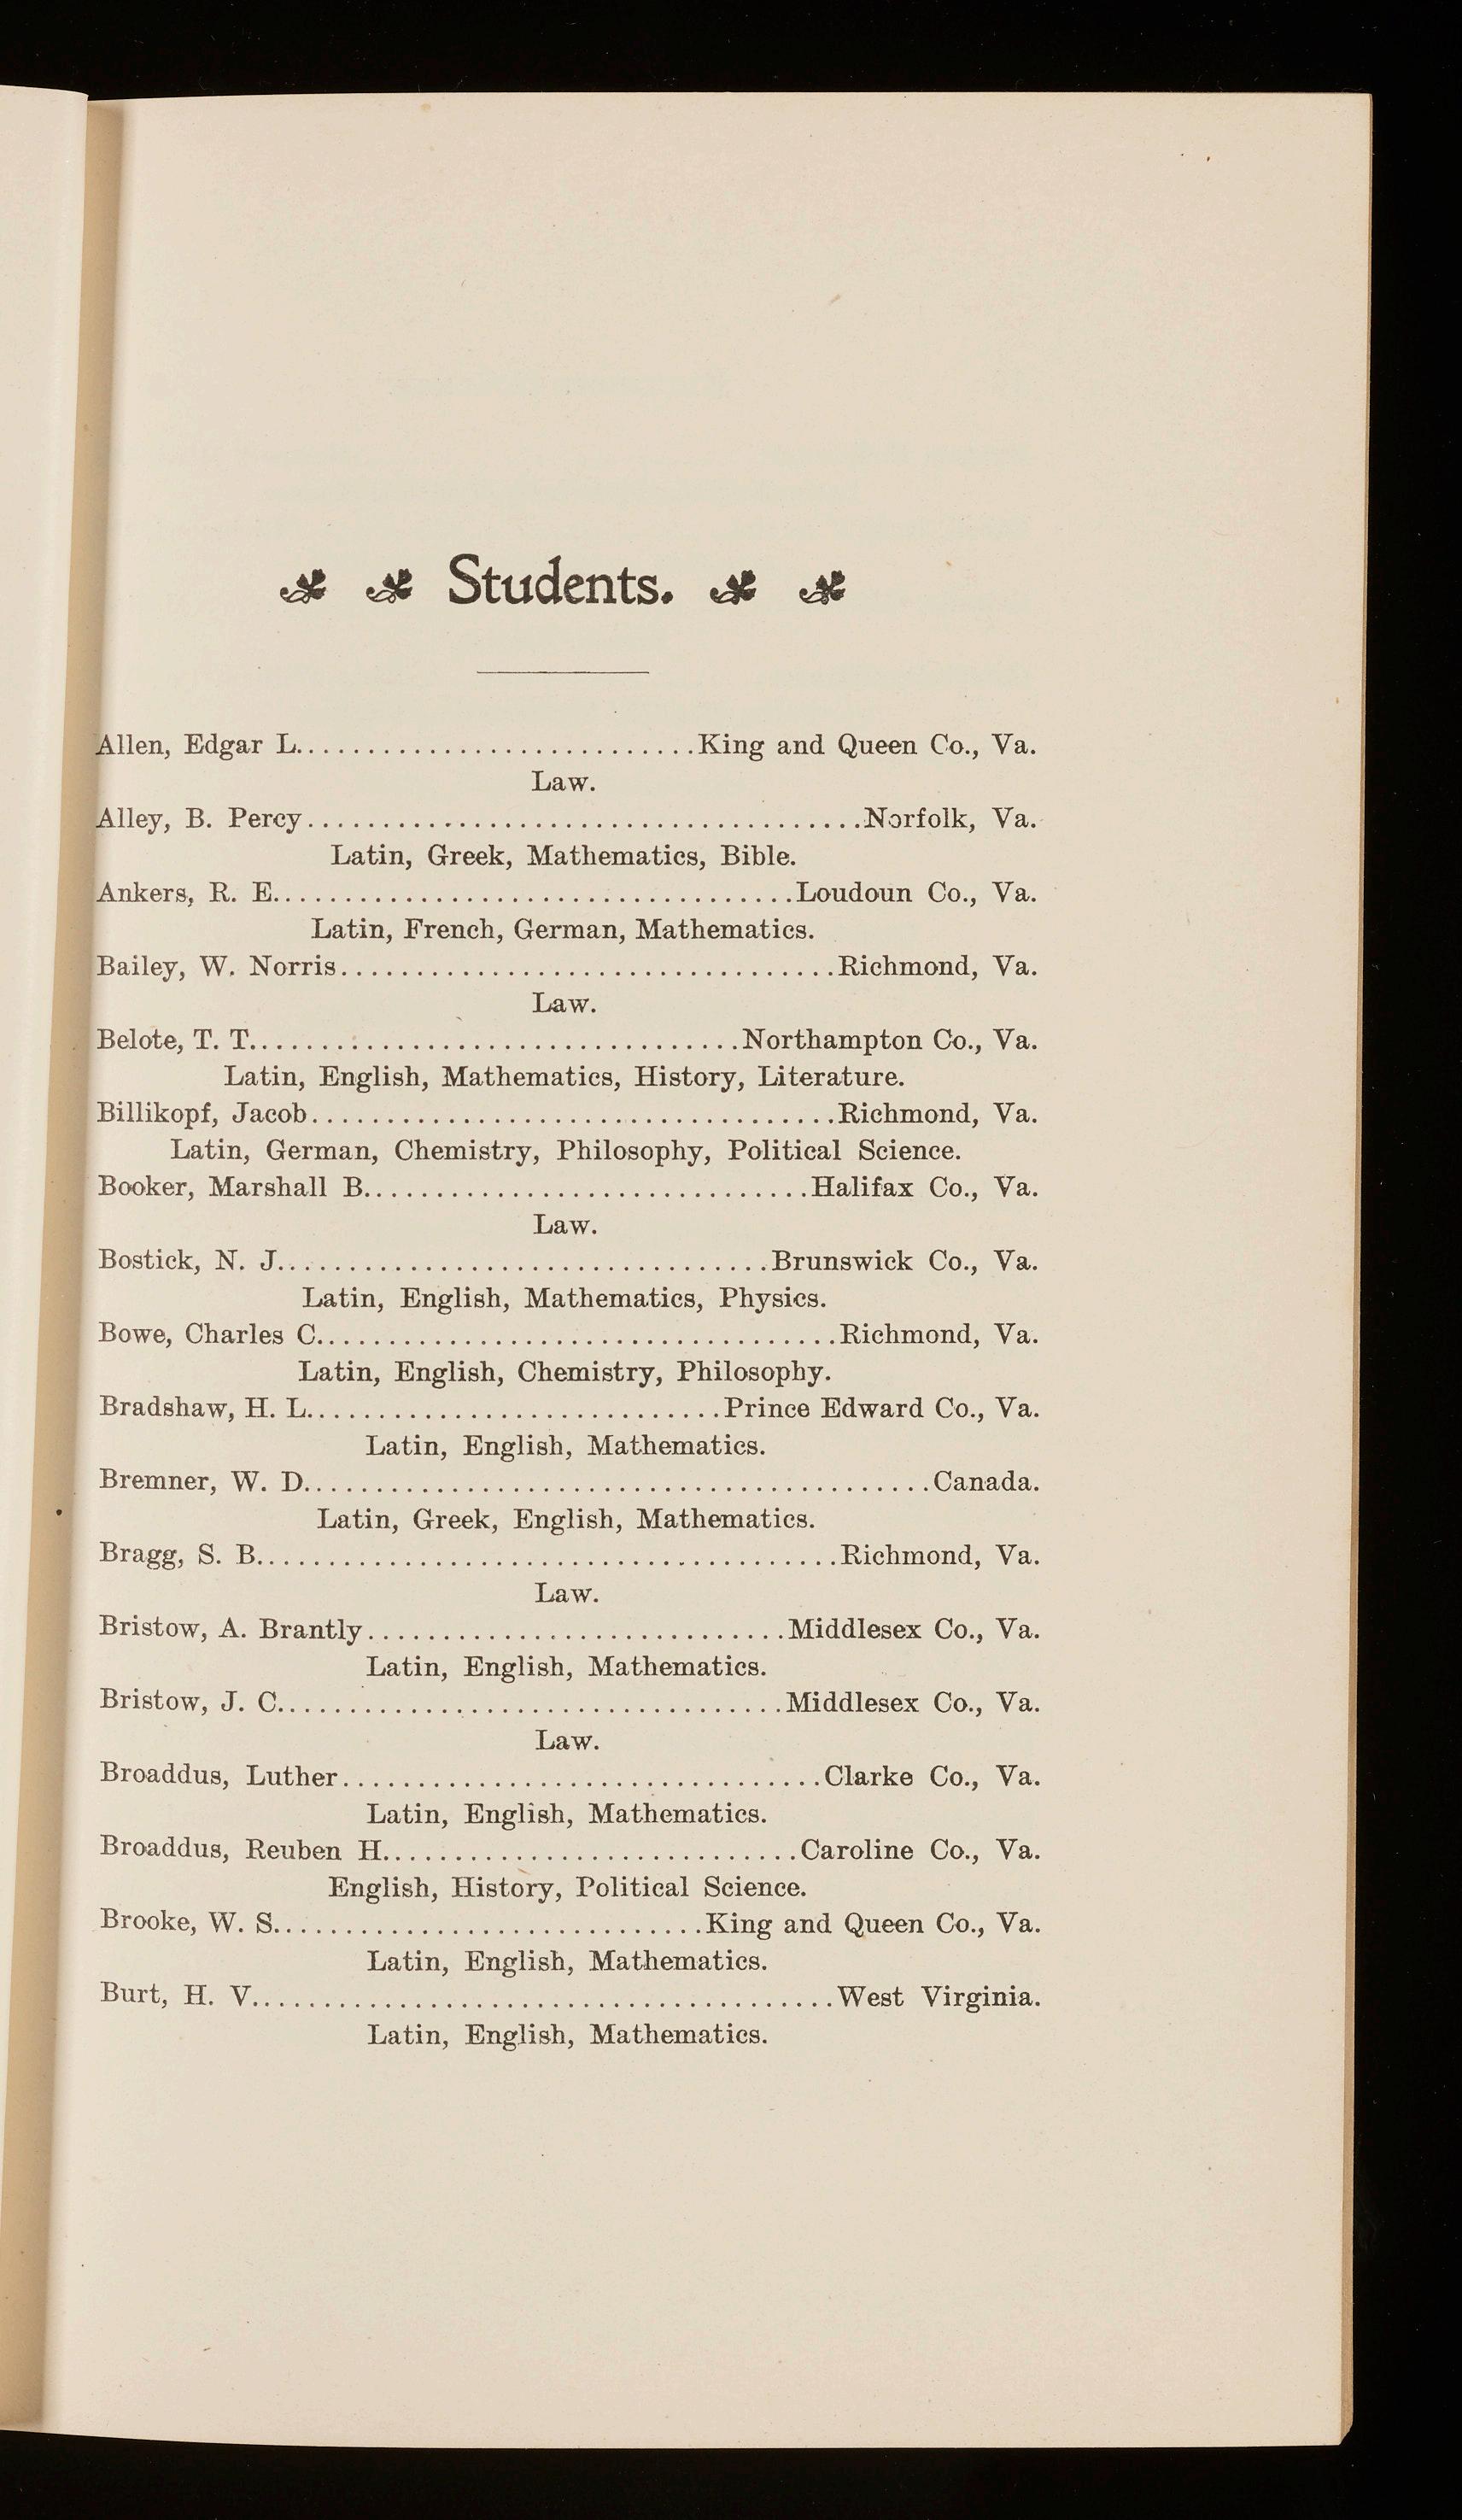 Students.
Allen, Edgar L...........................King and Queen Co., Va.
Law.
Alley, B. Percy.....................................Norfolk, Va.
Latin, Greek, Mathematics, Bible.
Ankers, R. E...................................Loudoun Co., Va.
Latin, French, German, Mathematics.
Bailey, W. Norris.................................Richmond, Va.
Law.
Belote, T. T.................................Northampton Co., Va.
Latin, English, Mathematics, History, Literature.
Billikopf, Jacob...................................Richmond, Va.
Latin, German, Chemistry, Philosophy, Political Science.
Booker, Marshall B..............................Halifax Co., Va.
Law.
Bostick, N. J.................................Brunswick Co., Va.
Latin, English, Mathematics, Physics.
Bowe, Charles C...................................Richmond, Va.
Latin, English, Chemistry, Philosophy.
Bradshaw, H. L............................Prince Edward Co., Va.
Latin, English, Mathematics.
Bremner, W. D..........................................Canada.
Latin, Greek, English, Mathematics.
Bragg, S. B.......................................Richmond, Va.
Law.
Bristow, A. Brantly............................Middlesex Co., Va.
Latin, English, Mathematics.
Bristow, J. C..................................Middlesex Co., Va.
Law.
Broaddus, Luther................................Clarke Co., Va.
Latin, English, Mathematics.
Broaddus, Reuben H............................Caroline Co., Va.
English, History, Political Science.
Brooke, W. S.............................King and Queen Co., Va.
Latin, English, Mathematics.
Burt, H. V.......................................West Virginia.
Latin, English, Mathematics.